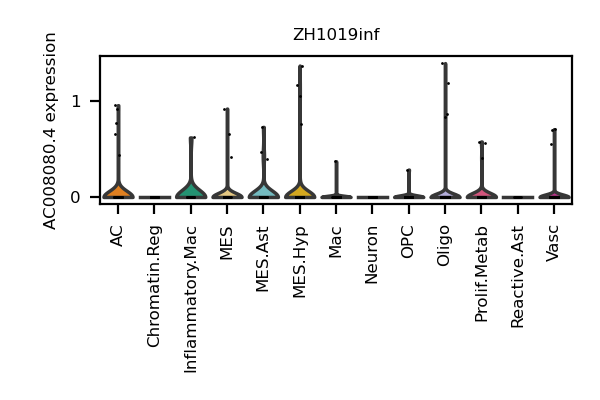 ZH1019inf
AC008080.4 expression
1
0
AC
Chromatin.Reg
Inflammatory.Mac
MES
MES.Ast
MES.Hyp
Mac
Neuron
OPC
Oligo
Prolif.Metab
Reactive.Ast
Vasc